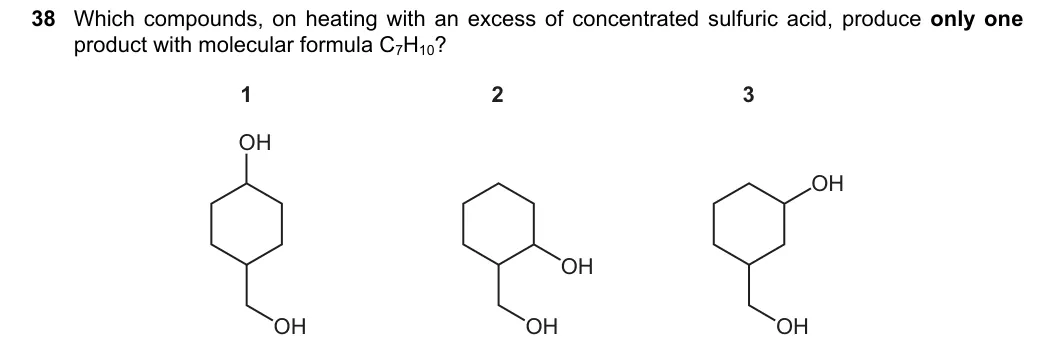 38 Which compounds, on heating with an excess of concentrated sulfuric acid, produce only one
product with molecular formula C₇H₁₀?
1 2 3
OH
OH
OH
OH OH OH